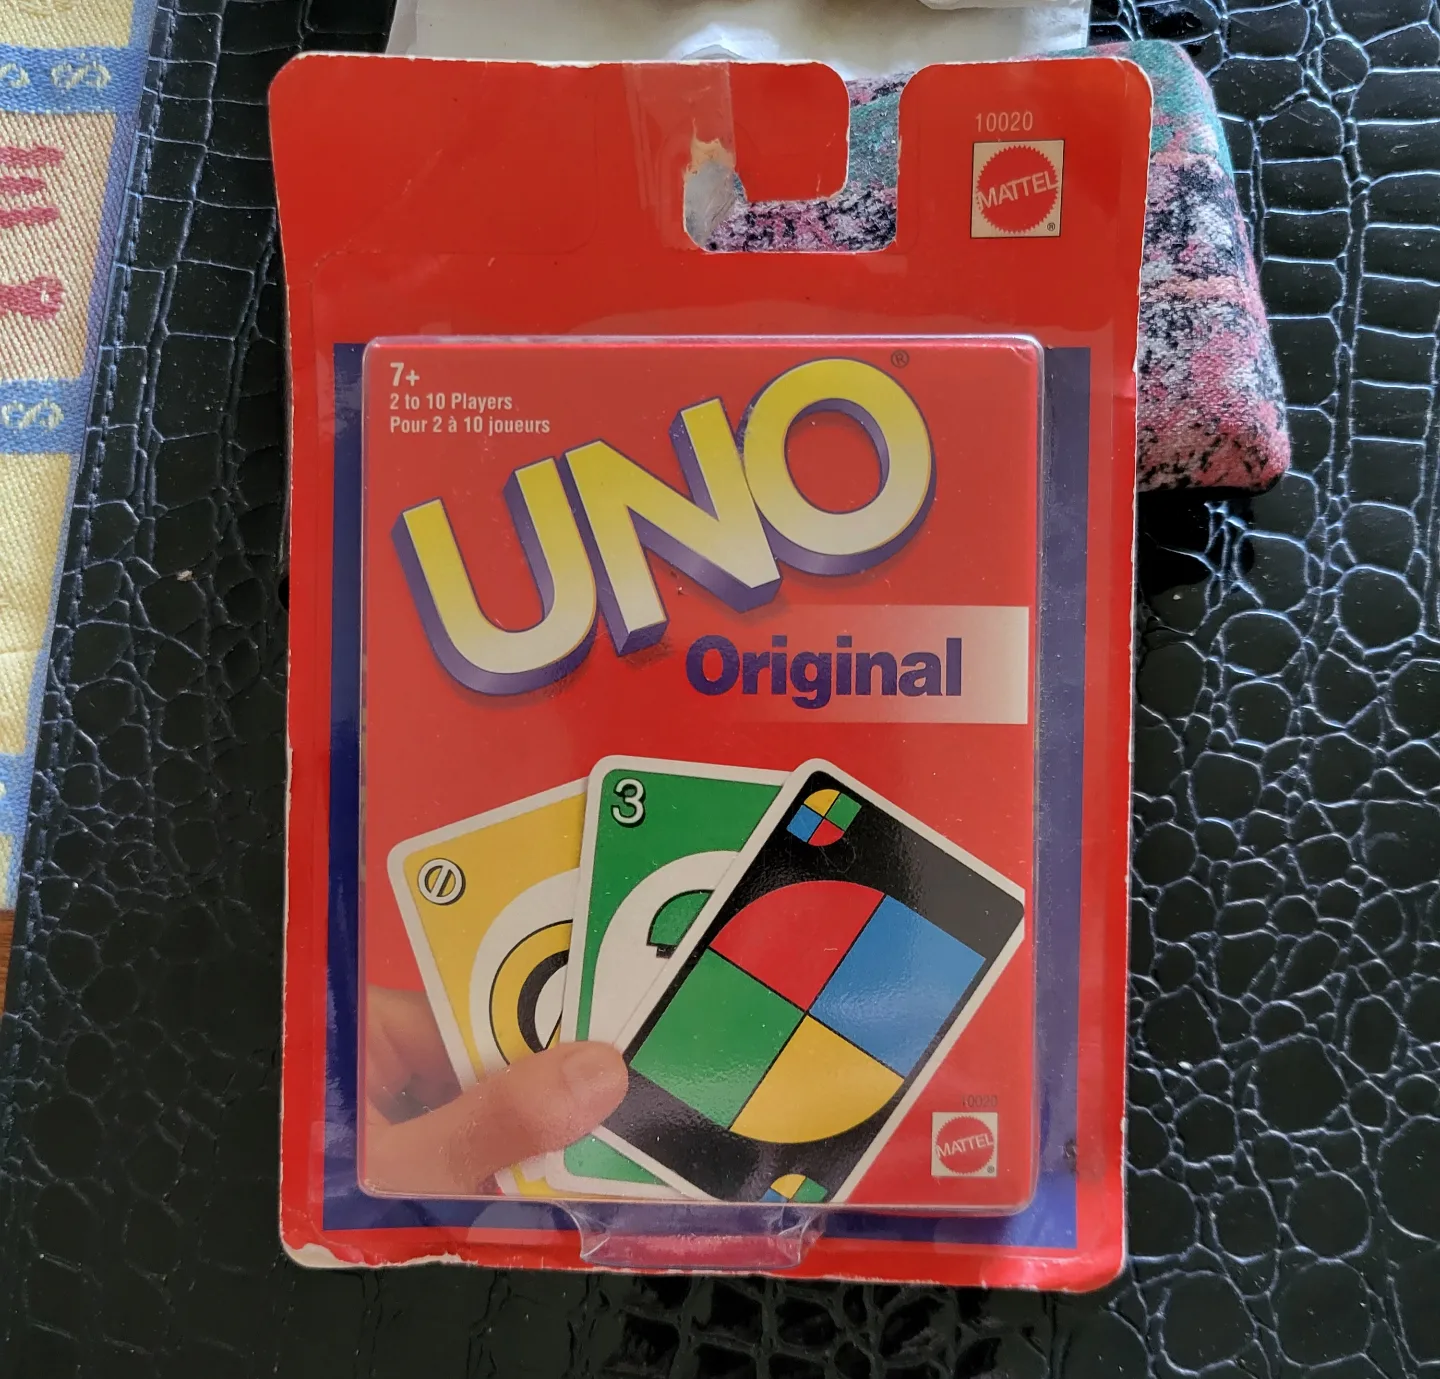 10020
MATTEL
®
7+
2 to 10 Players
Pour 2 à 10 joueurs
UNO®
Original
3
10020
MATTEL
®